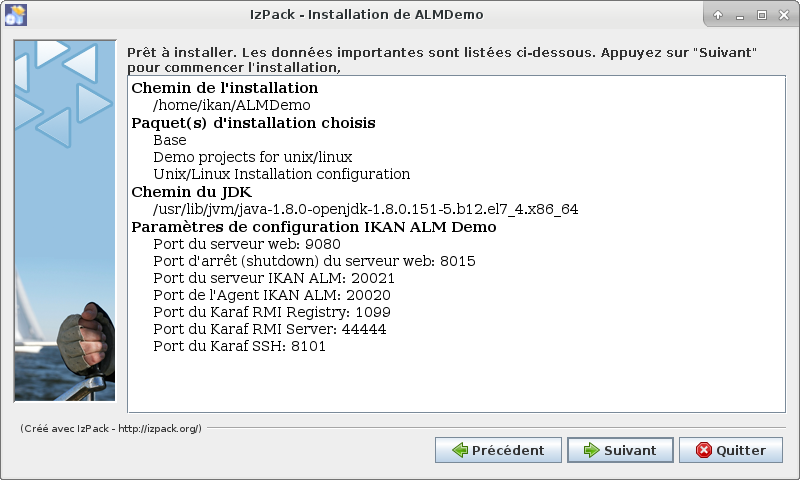 IzPack - Installation de ALMDemo
Prêt à installer. Les données importantes sont listées ci-dessous. Appuyez sur "Suivant"
pour commencer l'installation,
Chemin de l'installation
/home/ikan/ALMDemo
Paquet(s) d'installation choisis
Base
Demo projects for unix/linux
Unix/Linux Installation configuration
Chemin du JDK
/usr/lib/jvm/java-1.8.0-openjdk-1.8.0.151-5.b12.el7_4.x86_64
Paramètres de configuration IKAN ALM Demo
Port du serveur web: 9080
Port d'arrêt (shutdown) du serveur web: 8015
Port du serveur IKAN ALM: 20021
Port de l'Agent IKAN ALM: 20020
Port du Karaf RMI Registry: 1099
Port du Karaf RMI Server: 44444
Port du Karaf SSH: 8101
(Créé avec IzPack - http://izpack.org/)
Précédent
Suivant
Quitter